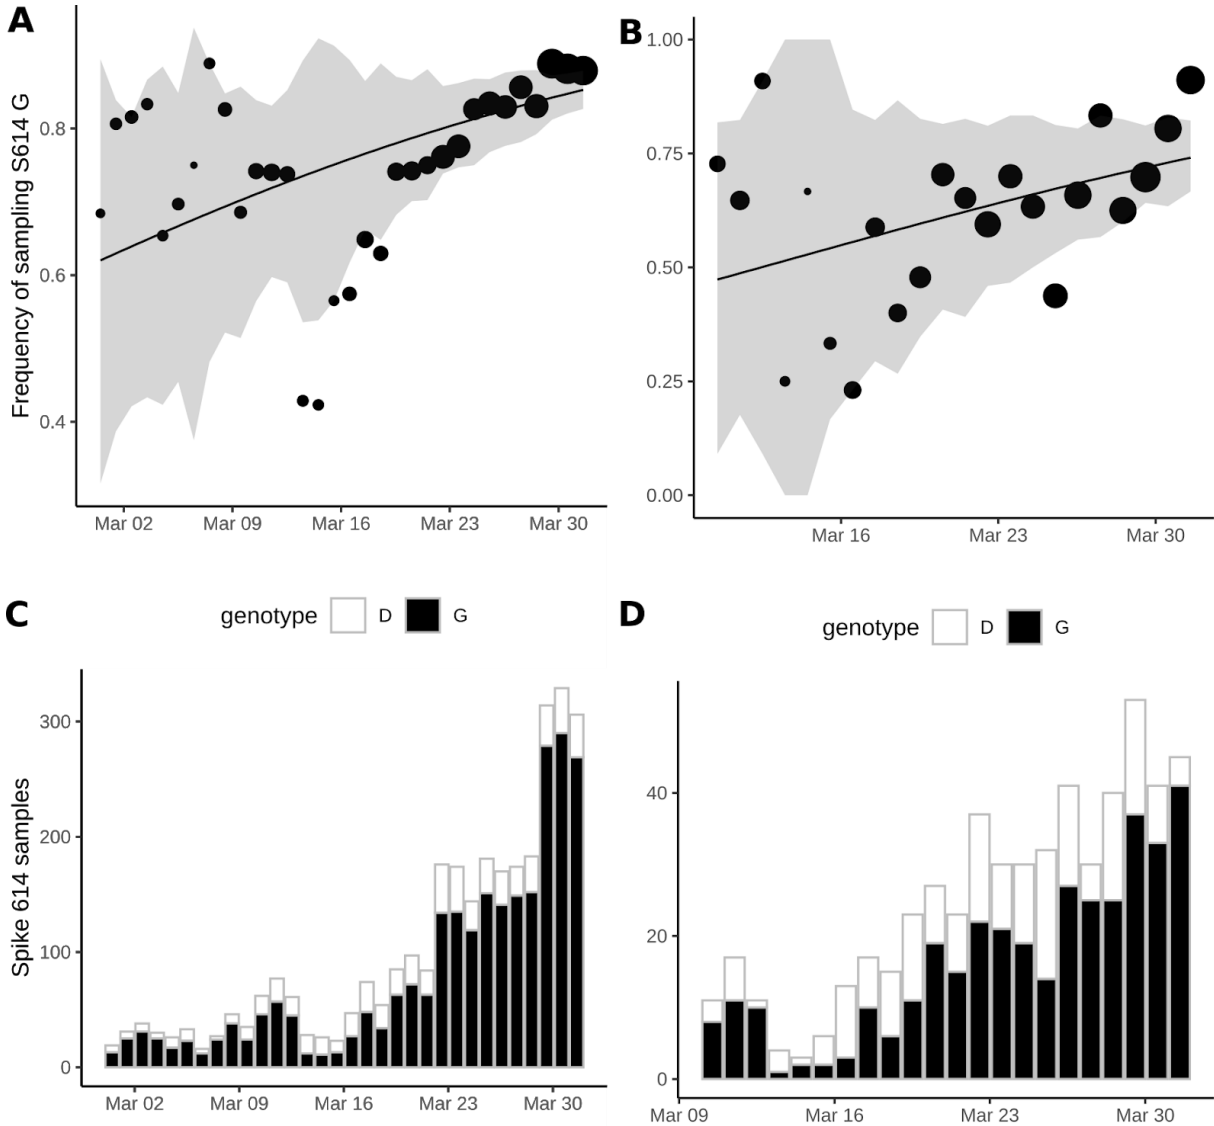 A
Frequency of sampling S614 G
0.8
0.6
0.4
Mar 02 Mar 09 Mar 16 Mar 23 Mar 30
B
1.00
0.75
0.50
0.25
0.00
Mar 16 Mar 23 Mar 30
C
genotype D G
Spike 614 samples
300
200
100
0
Mar 02 Mar 09 Mar 16 Mar 23 Mar 30
D
genotype D G
40
20
0
Mar 09 Mar 16 Mar 23 Mar 30